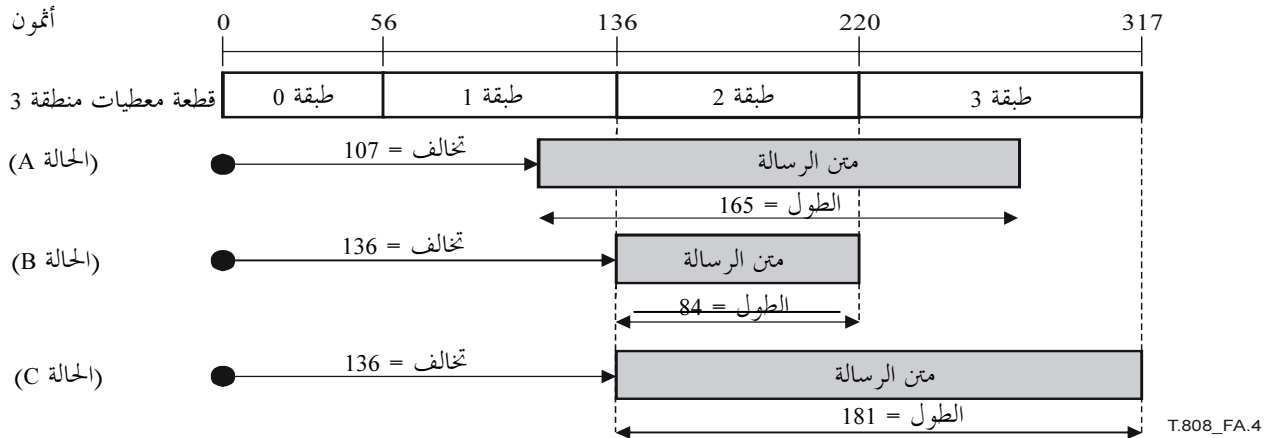 أثمون 0 56 136 220 317
قطعة معطيات منطقة 3 طبقة 0 طبقة 1 طبقة 2 طبقة 3
(الحالة A) تخالف = 107 متن الرسالة
الطول = 165
(الحالة B) تخالف = 136 متن الرسالة
الطول = 84
(الحالة C) تخالف = 136 متن الرسالة
الطول = 181
T.808_FA.4